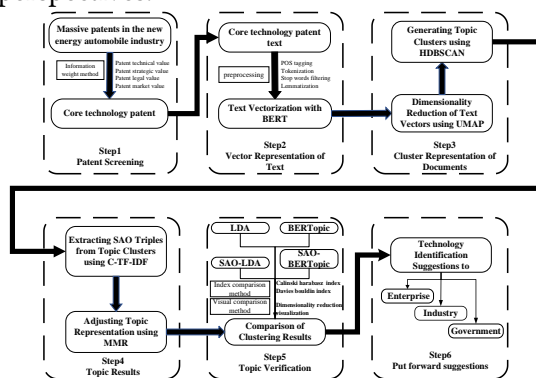 Massive patents in the new
energy automobile industry
Information
weight method
Patent technical value
Patent strategic value
Patent legal value
Patent market value
Core technology patent
Step1
Patent Screening
Core technology patent
text
preprocessing
POS tagging
Tokenization
Stop words filtering
Lammatization
Text Vectorization with
BERT
Step2
Vector Representation of
Text
Generating Topic
Clusters using
HDBSCAN
Dimensionality
Reduction of Text
Vectors using UMAP
Step3
Cluster Representation of
Documents
Extracting SAO Triples
from Topic Clusters
using C-TF-IDF
Adjusting Topic
Representation using
MMR
Step4
Topic Results
LDA
BERTopic
SAO-LDA
SAO-
BERTopic
Index comparison
method
Calinski harabasz index
Davies bouldin index
Visual comparison
method
Dimensionality reduction
visualization
Comparison of
Clustering Results
Step5
Topic Verification
Technology
Identification
Suggestions to
Enterprise
Industry
Government
Step6
Put forward suggestions